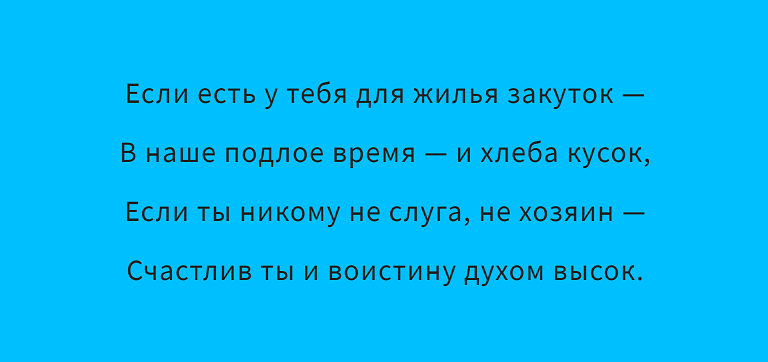 Если есть у тебя для жилья закуток —
В наше подлое время — и хлеба кусок,
Если ты никому не слуга, не хозяин —
Счастлив ты и воистину духом высок.